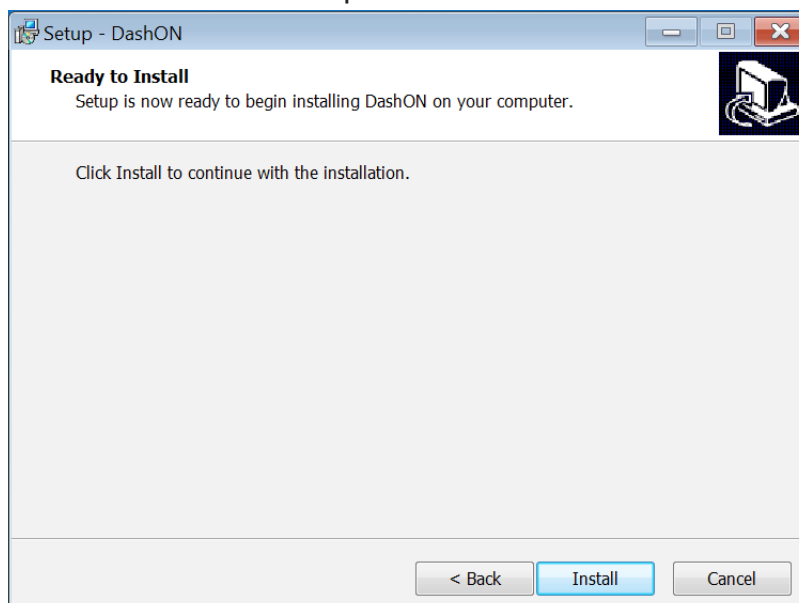 Setup - DashON
Ready to Install
Setup is now ready to begin installing DashON on your computer.
Click Install to continue with the installation.
< Back
Install
Cancel